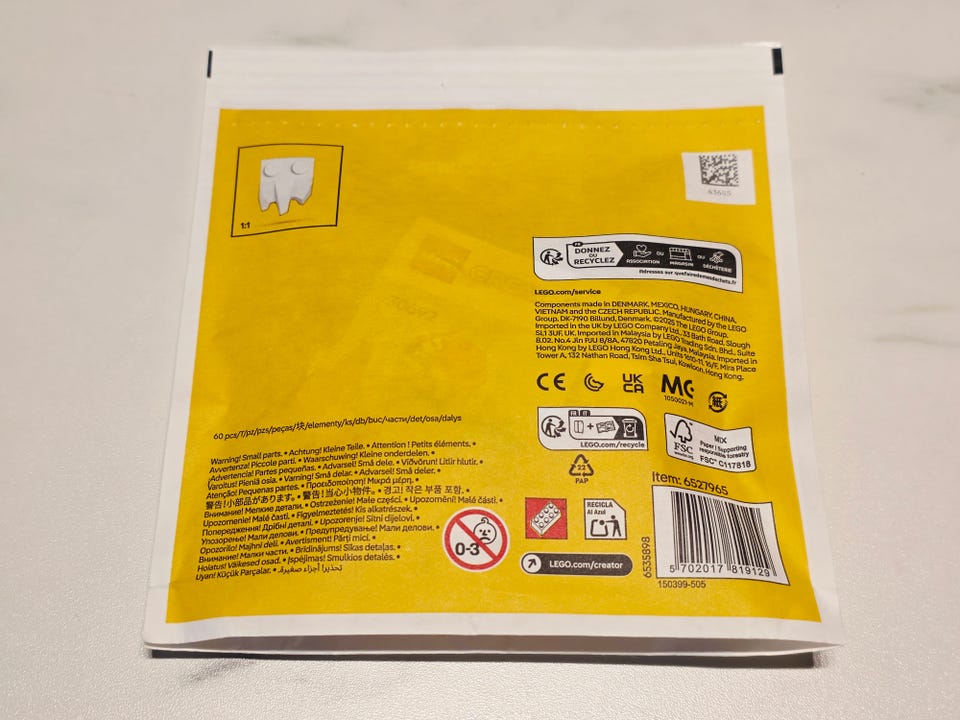 1:1
43655
FR
DONNEZ
OU
RECYCLEZ
ASSOCIATION
OU
MAGASIN
OU
DÉCHÈTERIE
Adresses sur quefairedemesdechets.fr
LEGO.com/service
Components made in DENMARK, MEXICO, HUNGARY, CHINA,
VIETNAM and the CZECH REPUBLIC. Manufactured by the LEGO
Group, DK-7190 Billund, Denmark. ©2025 The LEGO Group.
Imported in the UK by LEGO Company Ltd., 33 Bath Road, Slough
SL1 3UF, UK. Imported in Malaysia by LEGO Trading Sdn. Bhd., Suite
8.02, No.4 Jln PJU 8/8A, 47820 Petaling Jaya, Malaysia. Imported in
Hong Kong by LEGO Hong Kong Ltd., Units 1610-11, 16/F, Mira Place
Tower A, 132 Nathan Road, Tsim Sha Tsui, Kowloon, Hong Kong.
CE
UK
CA
MC
1050021-M
紙
LEGO.com/recycle
22
PAP
FSC
MIX
Paper | Supporting
responsible forestry
FSC™ C117818
60 pcs/T/pz/pzs/peças/块/elementy/ks/db/buc/части/det/osa/dalys
Warning! Small parts. • Achtung! Kleine Teile. • Attention ! Petits éléments. •
Avvertenza! Piccole parti. • Waarschuwing! Kleine onderdelen. •
¡Advertencia! Partes pequeñas. • Advarsel! Små dele. • Viðvörun! Litlir hlutir. •
Varoitus! Pieniä osia. • Varning! Små delar. • Advarsel! Små deler. •
Atenção! Pequenas partes. • Προειδοποίηση! Μικρά μέρη. •
警告! 小部品があります。 • 警告! 当心小物件。 • 경고! 작은 부품 포함. •
Внимание! Мелкие детали. • Ostrzeżenie! Małe części. • Upozornění! Malé části. •
Upozornenie! Malé časti. • Figyelmeztetés! Kis alkatrészek. •
Попередження! Дрібні деталі. • Upozorenje! Sitni dijelovi. •
Упозорење! Мали делови. • Предупредување! Мали делови. •
Opozorilo! Majhni deli. • Avertisment! Părți mici. •
Внимание! Малки части. • Brīdinājums! Sīkas detaļas. •
Hoiatus! Väikesed osad. • Įspėjimas! Smulkios detalės. •
Uyarı! Küçük Parçalar. • تحذير! أجزاء صغيرة. •
0-3
RECICLA
Al Azul
LEGO.com/creator
Item: 6527965
6535898
5 702017 819129
150399-505